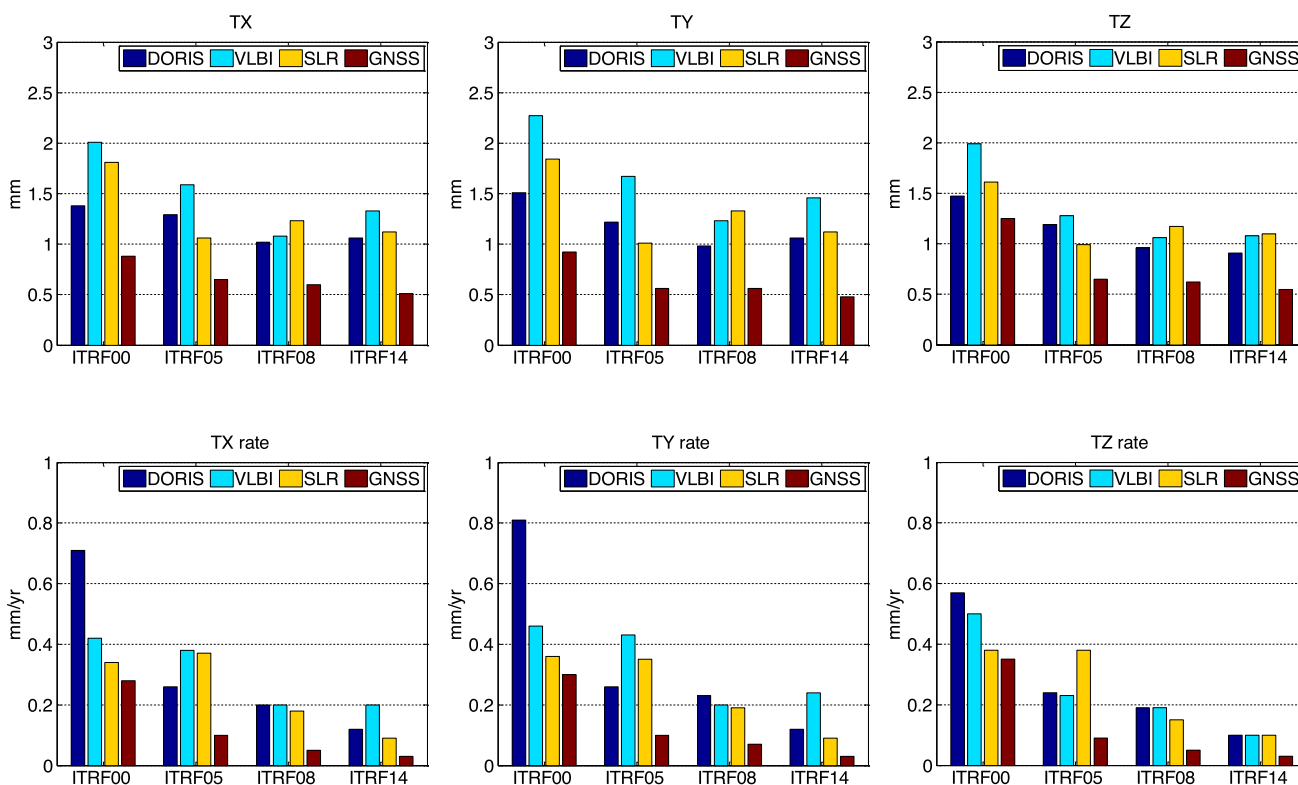 TX
3
2.5
2
1.5
1
0.5
0
mm
DORIS VLBI SLR GNSS
ITRF00 ITRF05 ITRF08 ITRF14
TY
3
2.5
2
1.5
1
0.5
0
mm
DORIS VLBI SLR GNSS
ITRF00 ITRF05 ITRF08 ITRF14
TZ
3
2.5
2
1.5
1
0.5
0
mm
DORIS VLBI SLR GNSS
ITRF00 ITRF05 ITRF08 ITRF14
TX rate
1
0.8
0.6
0.4
0.2
0
mm/yr
DORIS VLBI SLR GNSS
ITRF00 ITRF05 ITRF08 ITRF14
TY rate
1
0.8
0.6
0.4
0.2
0
mm/yr
DORIS VLBI SLR GNSS
ITRF00 ITRF05 ITRF08 ITRF14
TZ rate
1
0.8
0.6
0.4
0.2
0
mm/yr
DORIS VLBI SLR GNSS
ITRF00 ITRF05 ITRF08 ITRF14